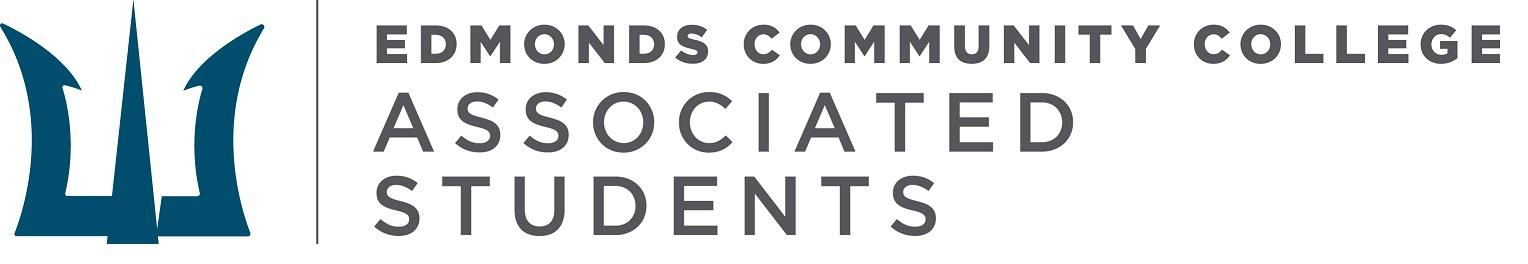 EDMONDS COMMUNITY COLLEGE
ASSOCIATED
STUDENTS